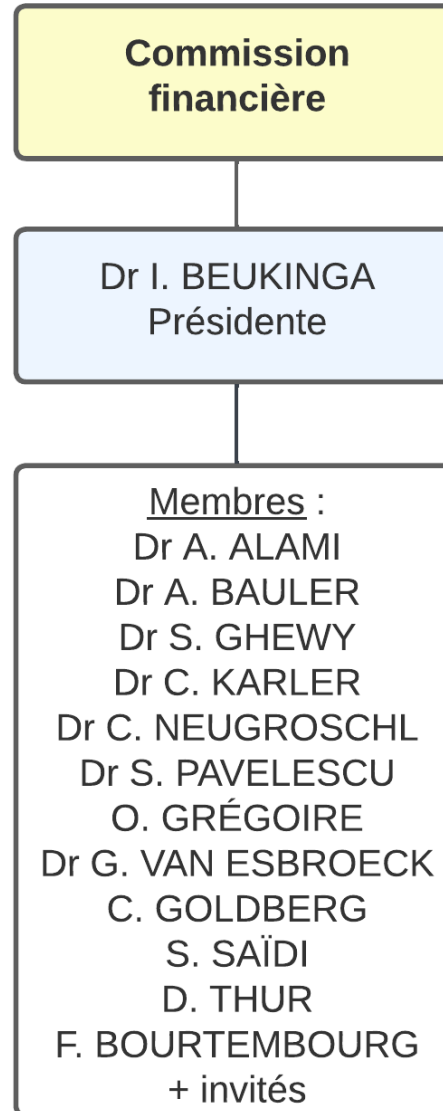 Commission
financière
Dr I. BEUKINGA
Présidente
Membres :
Dr A. ALAMI
Dr A. BAULER
Dr S. GHEWY
Dr C. KARLER
Dr C. NEUGROSCHL
Dr S. PAVELESCU
O. GRÉGOIRE
Dr G. VAN ESBROECK
C. GOLDBERG
S. SAÏDI
D. THUR
F. BOURTEMBOURG
+ invités